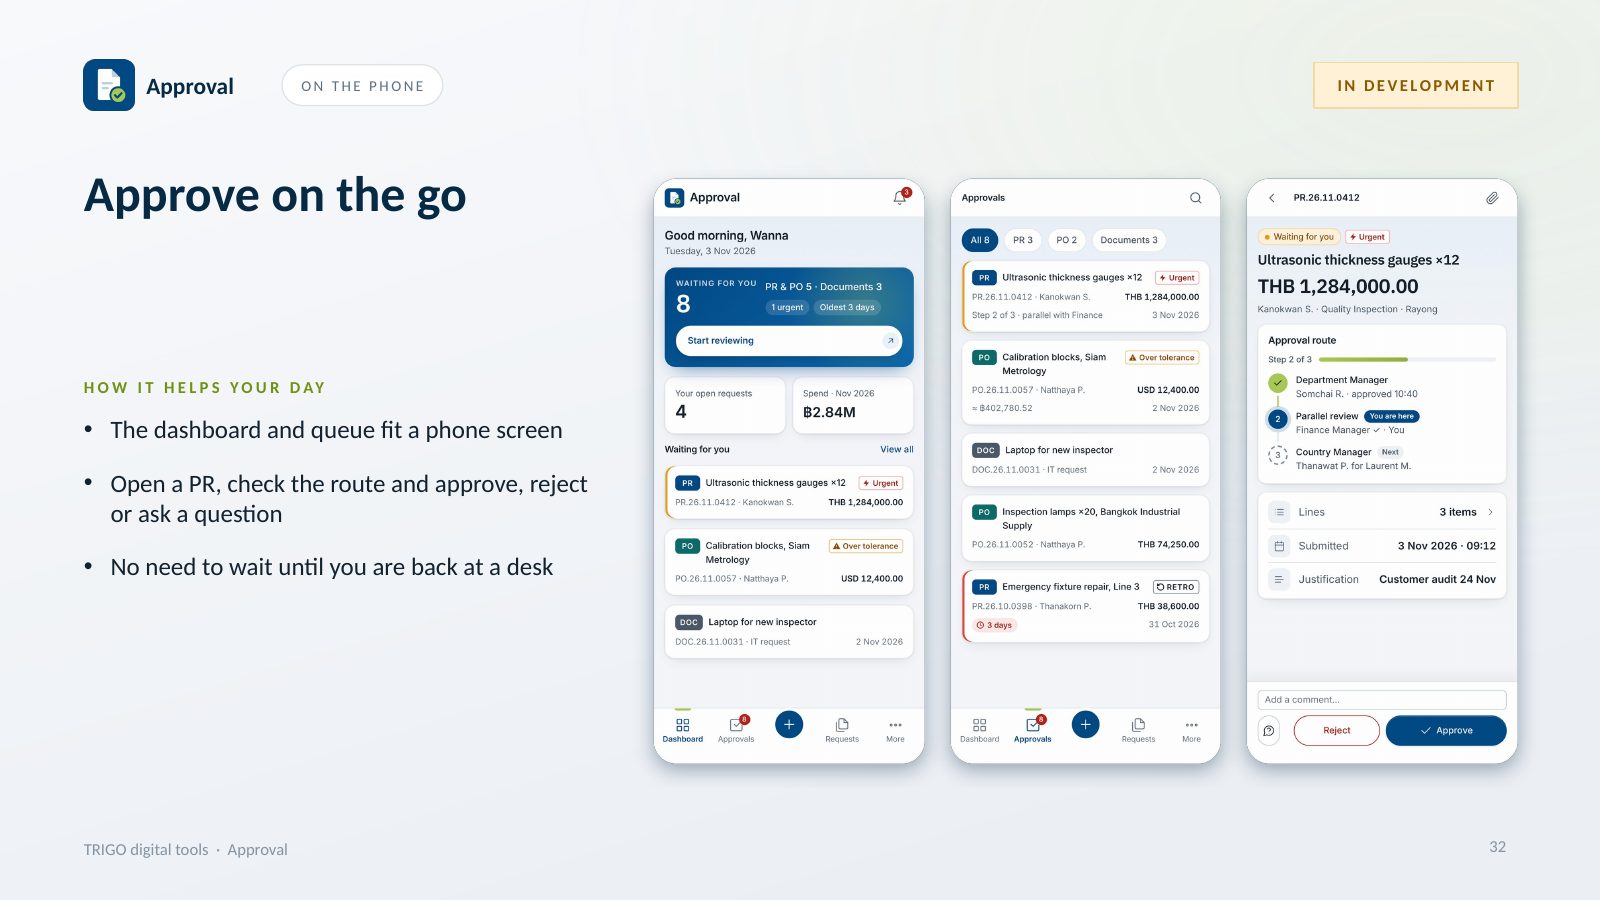 Approval
ON THE PHONE
IN DEVELOPMENT
Approve on the go
HOW IT HELPS YOUR DAY
• The dashboard and queue fit a phone screen
• Open a PR, check the route and approve, reject
or ask a question
• No need to wait until you are back at a desk
Approval
3
Good morning, Wanna
Tuesday, 3 Nov 2026
WAITING FOR YOU
8
PR & PO 5 · Documents 3
1 urgent
Oldest 3 days
Start reviewing
Your open requests
4
Spend · Nov 2026
฿2.84M
Waiting for you
View all
PR Ultrasonic thickness gauges ×12 Urgent
PR.26.11.0412 · Kanokwan S. THB 1,284,000.00
PO Calibration blocks, Siam Over tolerance
Metrology
PO.26.11.0057 · Natthaya P. USD 12,400.00
DOC Laptop for new inspector
DOC.26.11.0031 · IT request 2 Nov 2026
8
Dashboard Approvals Requests More
Approvals
All 8 PR 3 PO 2 Documents 3
PR Ultrasonic thickness gauges ×12 Urgent
PR.26.11.0412 · Kanokwan S. THB 1,284,000.00
Step 2 of 3 · parallel with Finance 3 Nov 2026
PO Calibration blocks, Siam Over tolerance
Metrology
PO.26.11.0057 · Natthaya P. USD 12,400.00
≈ ฿402,780.52 2 Nov 2026
DOC Laptop for new inspector
DOC.26.11.0031 · IT request 2 Nov 2026
PO Inspection lamps ×20, Bangkok Industrial
Supply
PO.26.11.0052 · Natthaya P. THB 74,250.00
PR Emergency fixture repair, Line 3 RETRO
PR.26.10.0398 · Thanakorn P. THB 38,600.00
3 days 31 Oct 2026
8
Dashboard Approvals Requests More
PR.26.11.0412
Waiting for you Urgent
Ultrasonic thickness gauges ×12
THB 1,284,000.00
Kanokwan S. · Quality Inspection · Rayong
Approval route
Step 2 of 3
Department Manager
Somchai R. · approved 10:40
2 Parallel review You are here
Finance Manager ✓ · You
3 Country Manager Next
Thanawat P. for Laurent M.
Lines 3 items
Submitted 3 Nov 2026 · 09:12
Justification Customer audit 24 Nov
Add a comment...
Reject
Approve
TRIGO digital tools · Approval
32